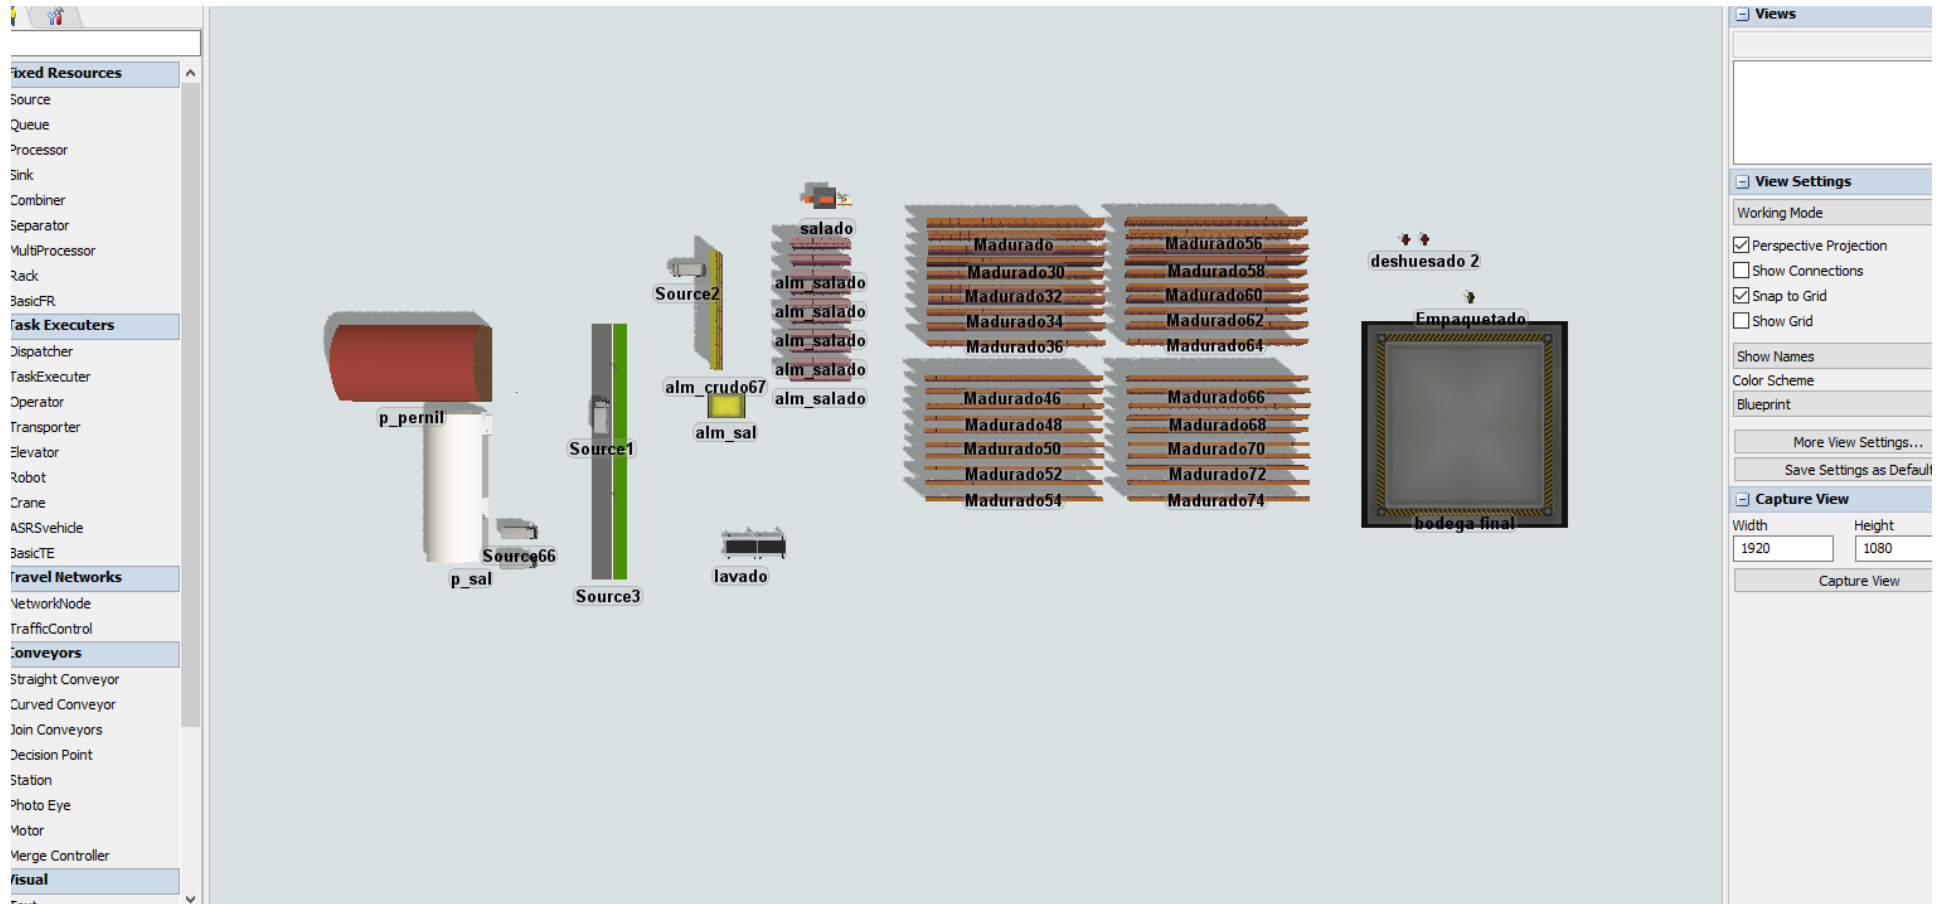 Fixed Resources
Source
Queue
Processor
Sink
Combiner
Separator
MultiProcessor
Rack
BasicFR
Task Executers
Dispatcher
TaskExecuter
Operator
Transporter
Elevator
Robot
Crane
ASRSvehicle
BasicTE
Travel Networks
NetworkNode
TrafficControl
Conveyors
Straight Conveyor
Curved Conveyor
Join Conveyors
Decision Point
Station
Photo Eye
Motor
Merge Controller
Visual
p_pernil
p_sal
Source66
Source1
Source3
Source2
alm_crudo67
alm_sal
lavado
salado
alm_salado
alm_salado
alm_salado
alm_salado
alm_salado
Madurado
Madurado30
Madurado32
Madurado34
Madurado36
Madurado46
Madurado48
Madurado50
Madurado52
Madurado54
Madurado56
Madurado58
Madurado60
Madurado62
Madurado64
Madurado66
Madurado68
Madurado70
Madurado72
Madurado74
deshuesado 2
Empaquetado
bodega final
Views
View Settings
Working Mode
Perspective Projection
Show Connections
Snap to Grid
Show Grid
Show Names
Color Scheme
Blueprint
More View Settings...
Save Settings as Default
Capture View
Width Height
1920 1080
Capture View